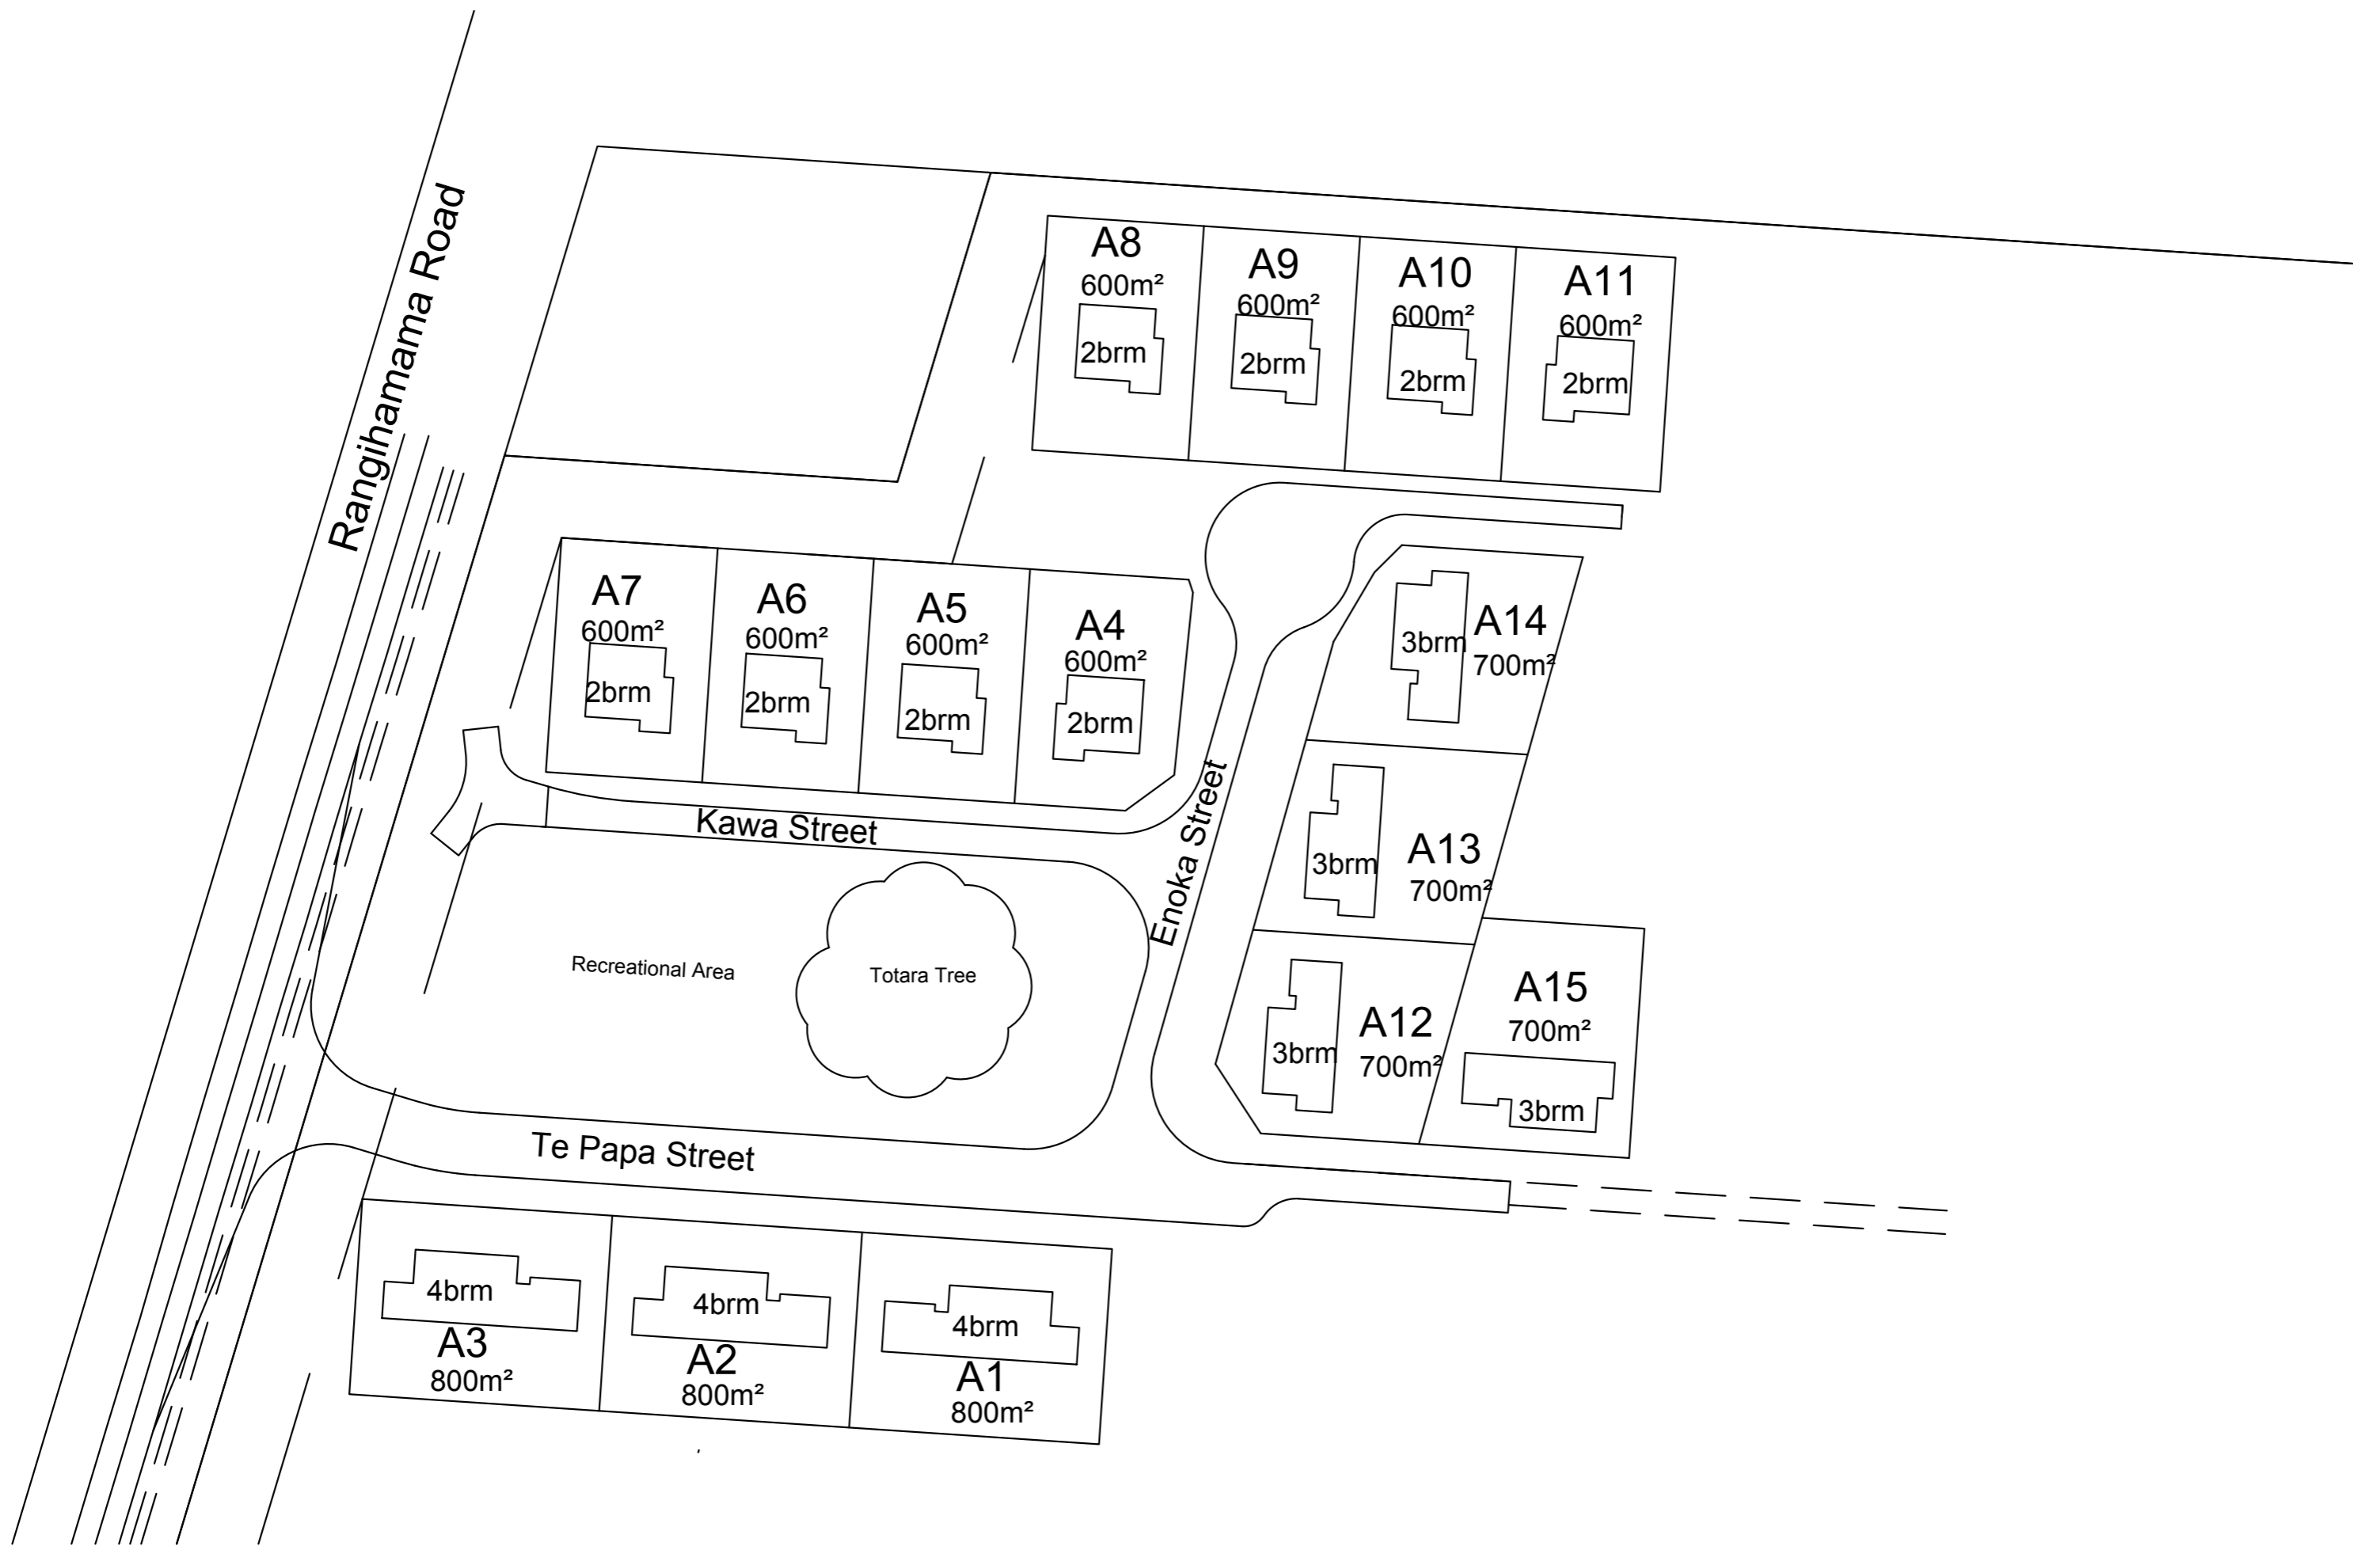 Rangihamama Road
A8
600m²
2brm
A9
600m²
2brm
A10
600m²
2brm
A11
600m²
2brm
A7
600m²
2brm
A6
600m²
2brm
A5
600m²
2brm
A4
600m²
2brm
A14
3brm
700m²
Kawa Street
Enoka Street
A13
3brm
700m²
Recreational Area
Totara Tree
A12
3brm
700m²
A15
700m²
3brm
Te Papa Street
4brm
A3
800m²
4brm
A2
800m²
4brm
A1
800m²